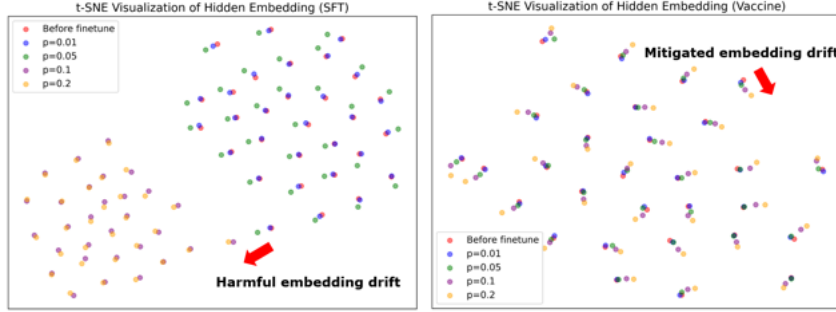 t-SNE Visualization of Hidden Embedding (SFT)
Before finetune
p=0.01
p=0.05
p=0.1
p=0.2
Harmful embedding drift
t-SNE Visualization of Hidden Embedding (Vaccine)
Mitigated embedding drift
Before finetune
p=0.01
p=0.05
p=0.1
p=0.2